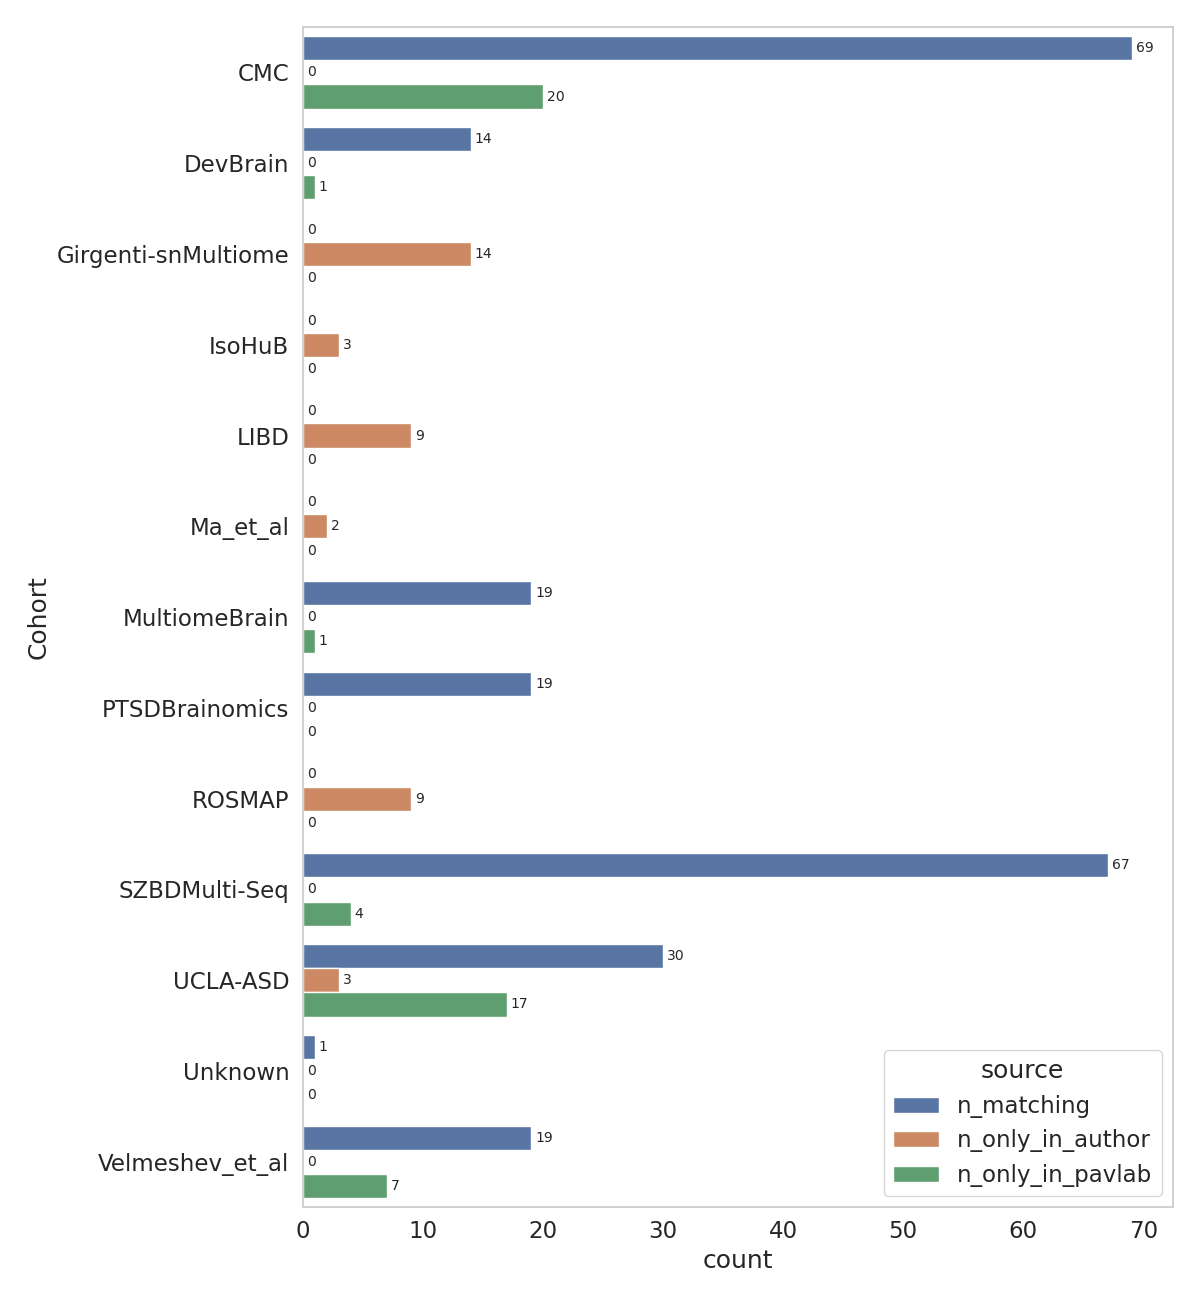 CMC
69
0
20
DevBrain
14
0
1
Girgenti-snMultiome
0
14
0
IsoHuB
0
3
0
LIBD
0
9
0
Ma_et_al
0
2
0
MultiomeBrain
19
0
1
PTSDBrainomics
19
0
0
ROSMAP
0
9
0
SZBDMulti-Seq
67
0
4
UCLA-ASD
30
3
17
Unknown
1
0
0
Velmeshev_et_al
19
0
7
Cohort
source
n_matching
n_only_in_author
n_only_in_pavlab
0 10 20 30 40 50 60 70
count